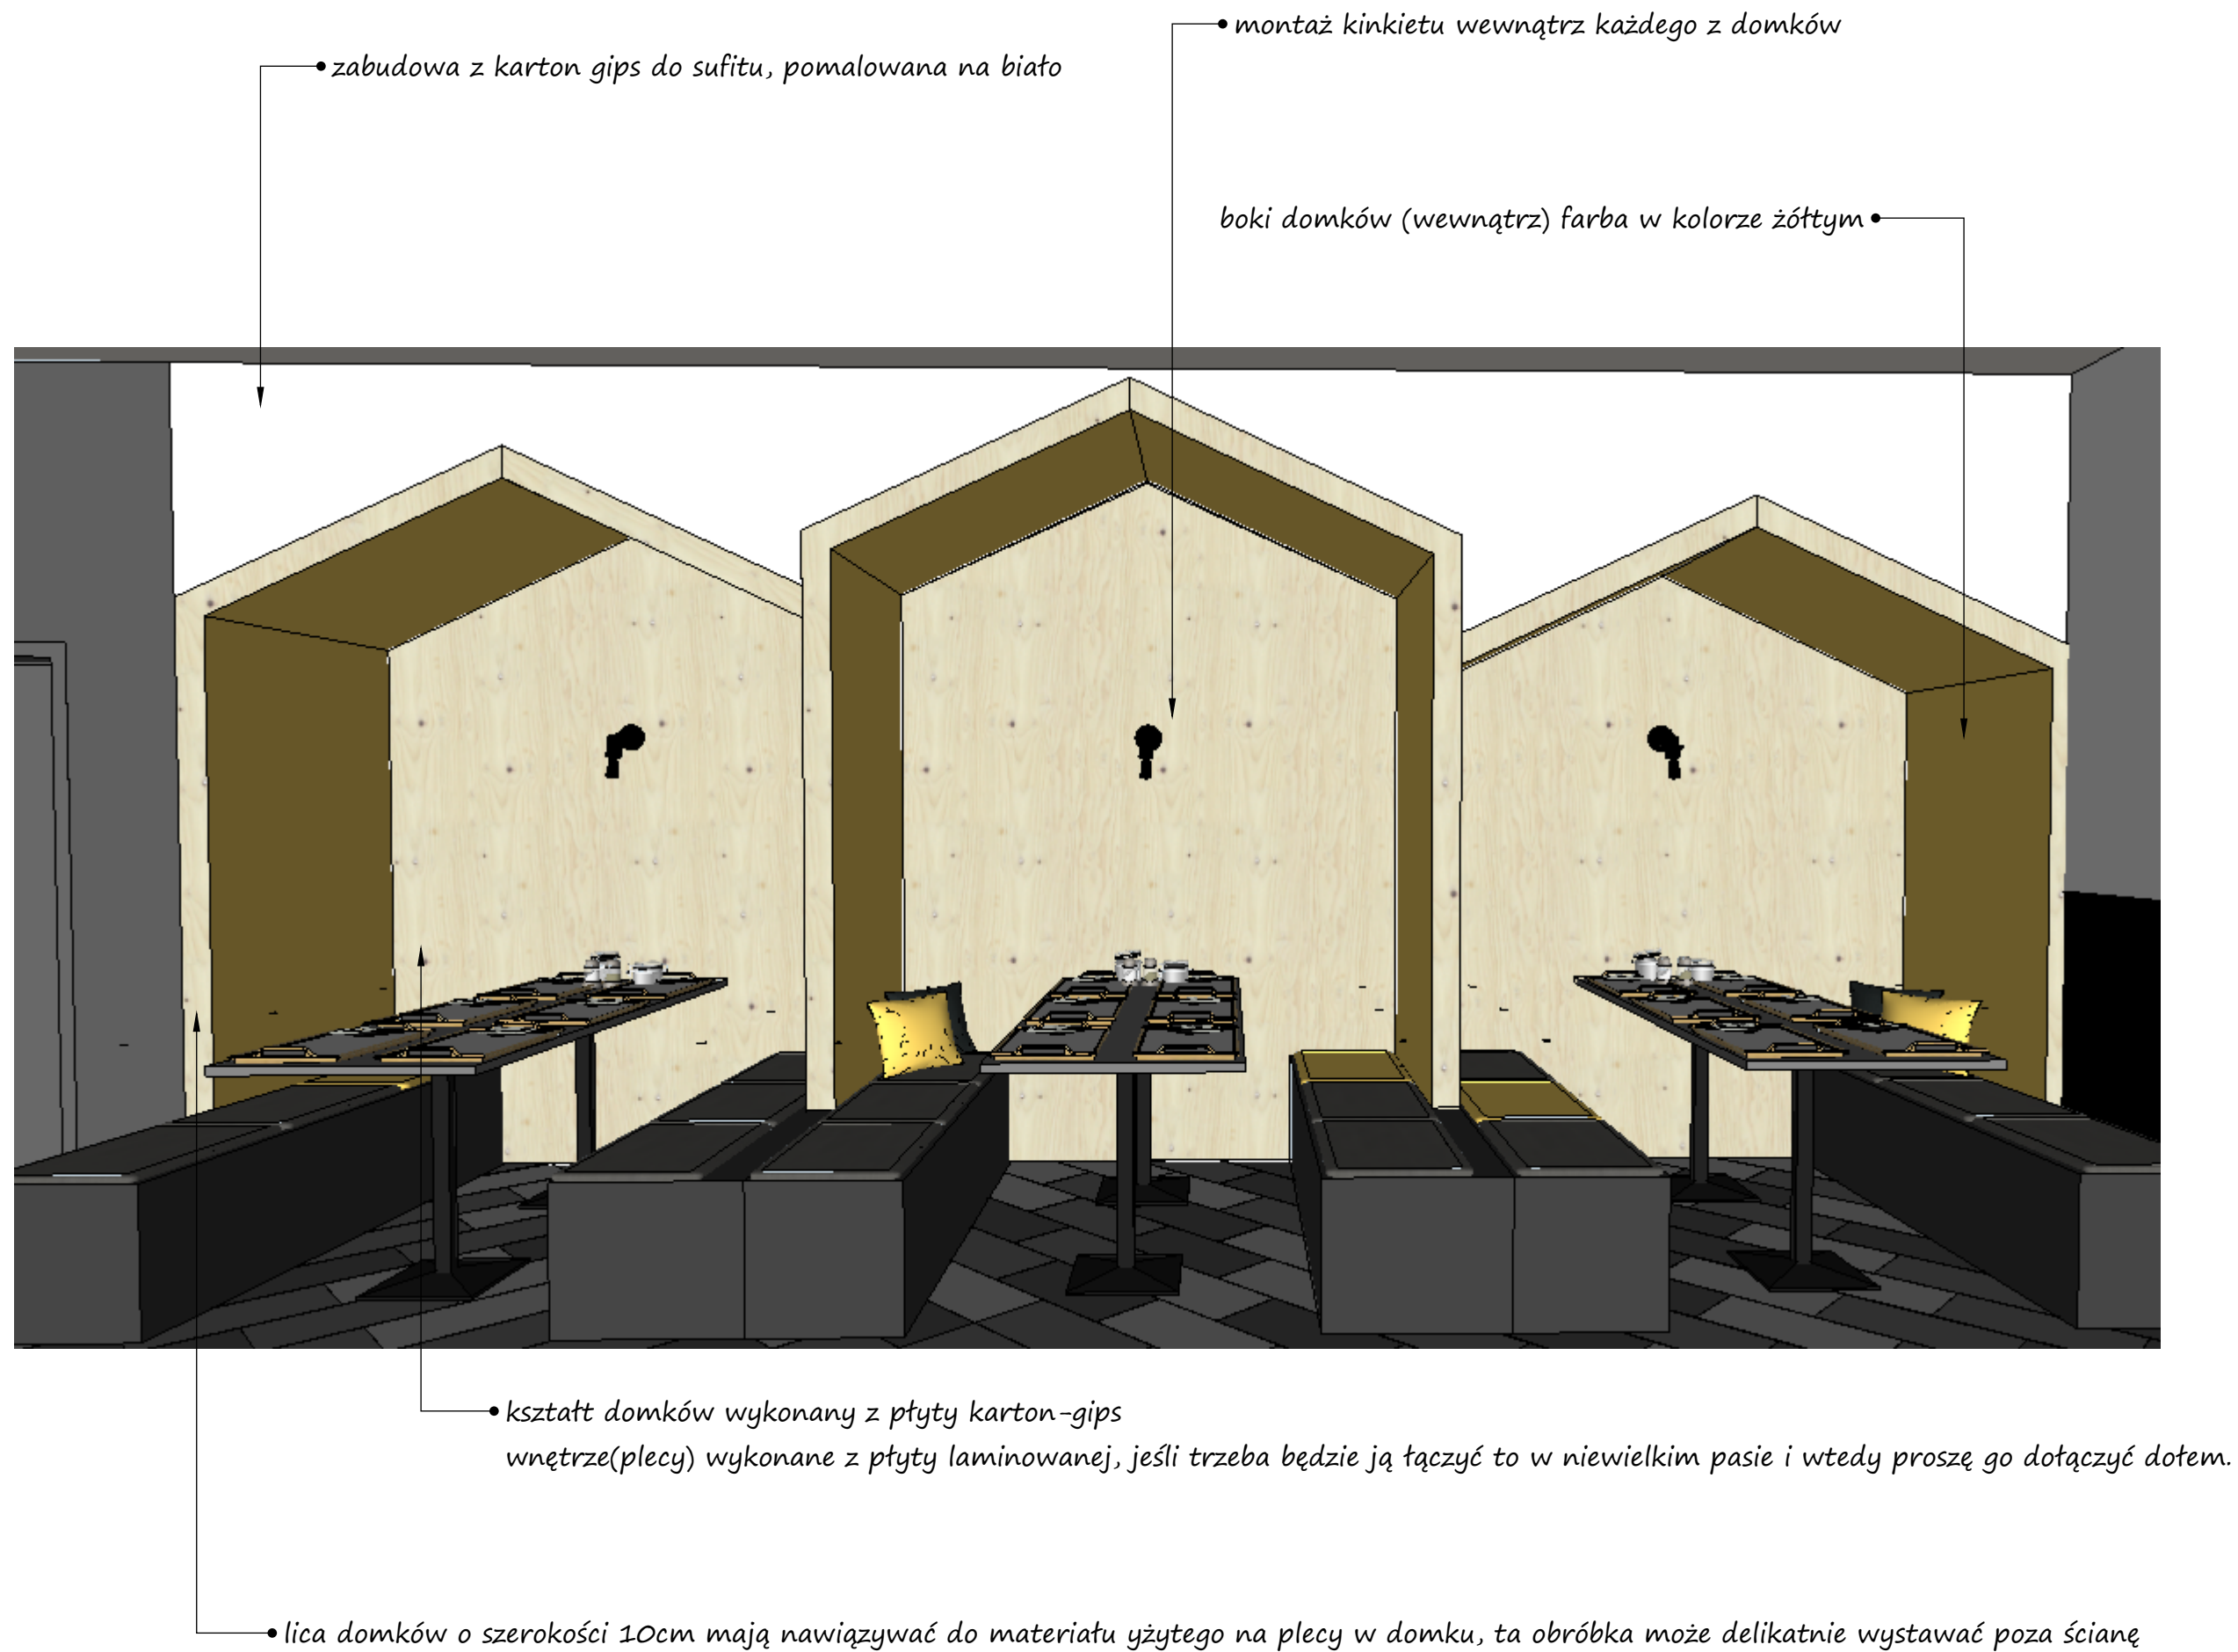 montaż kinkietu wewnątrz każdego z domków
zabudowa z karton gips do sufitu, pomalowana na biało
boki domków (wewnątrz) farba w kolorze żółtym
kształt domków wykonany z płyty karton-gips
wnętrze(plecy) wykonane z płyty laminowanej, jeśli trzeba będzie ją łączyć to w niewielkim pasie i wtedy proszę go dołączyć dołem.
lica domków o szerokości 10cm mają nawiązywać do materiału yżytego na plecy w domku, ta obróbka może delikatnie wystawać poza ścianę